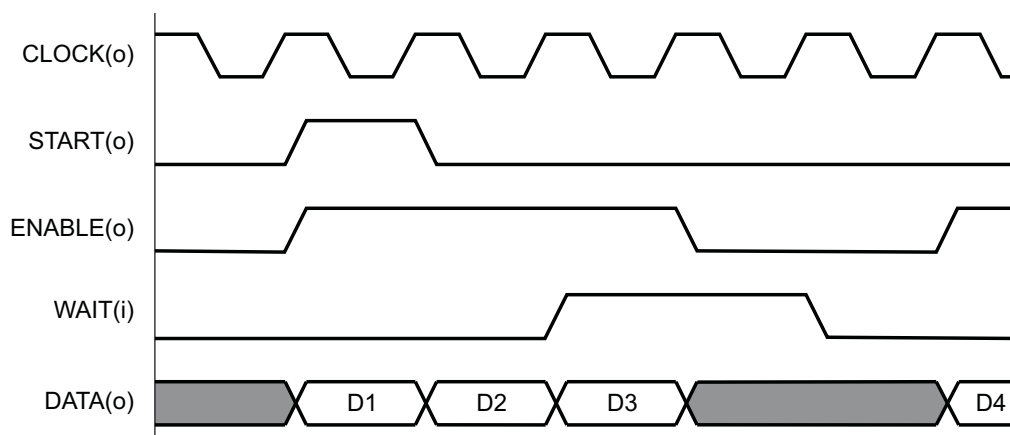 CLOCK(o)
START(o)
ENABLE(o)
WAIT(i)
DATA(o) D1 D2 D3 D4